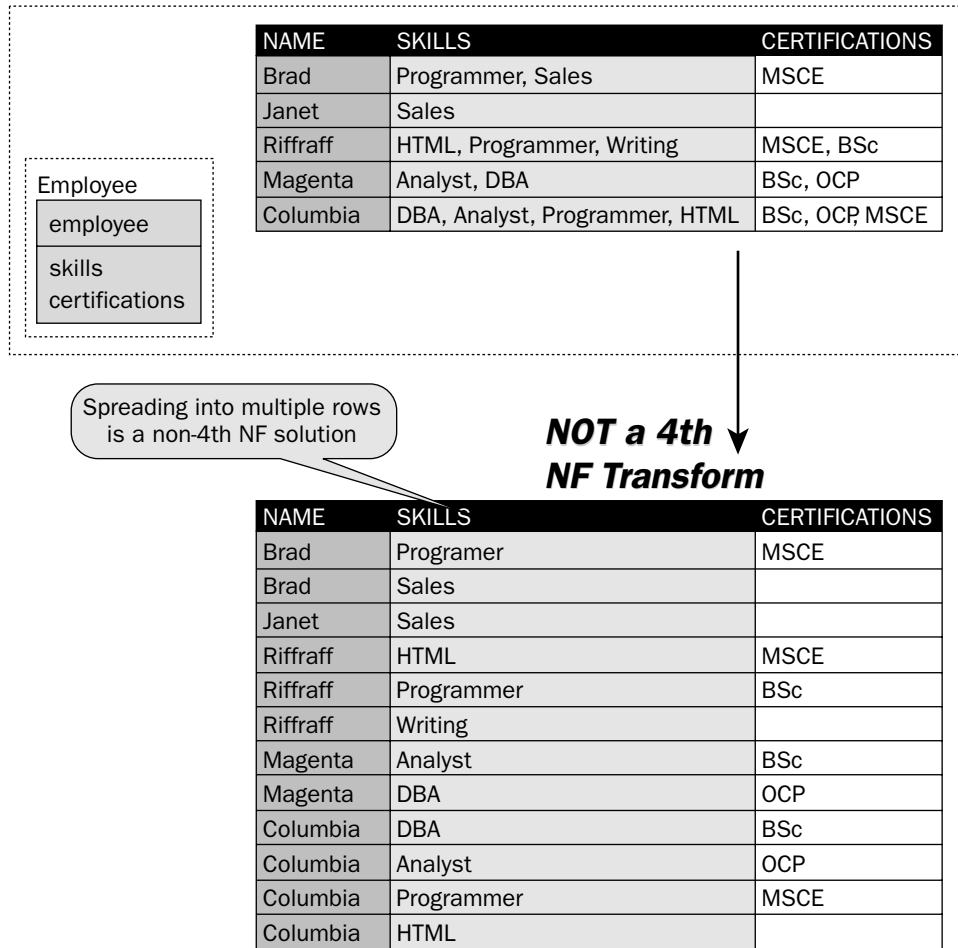 NAME SKILLS CERTIFICATIONS
Brad Programmer, Sales MSCE
Janet Sales
Riffraff HTML, Programmer, Writing MSCE, BSc
Magenta Analyst, DBA BSc, OCP
Columbia DBA, Analyst, Programmer, HTML BSc, OCP, MSCE
Employee
employee
skills
certifications
Spreading into multiple rows
is a non-4th NF solution
NOT a 4th
NF Transform
NAME SKILLS CERTIFICATIONS
Brad Programer MSCE
Brad Sales
Janet Sales
Riffraff HTML MSCE
Riffraff Programmer BSc
Riffraff Writing
Magenta Analyst BSc
Magenta DBA OCP
Columbia DBA BSc
Columbia Analyst OCP
Columbia Programmer MSCE
Columbia HTML